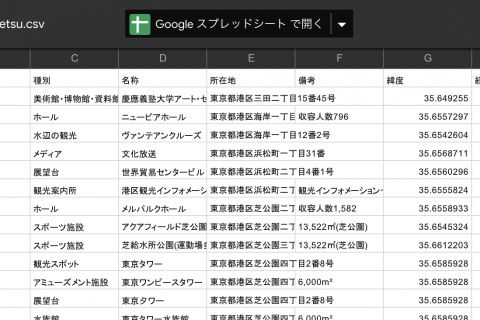 etsu.csv
Google スプレッドシート で開く
C D E F G
種別 名称 所在地 備考 緯度
美術館・博物館・資料館 慶應義塾大学アート・セ 東京都港区三田二丁目15番45号 35.649255
ホール ニューピアホール 東京都港区海岸一丁目 収容人数796 35.6557297
水辺の観光 ヴァンテアンクルーズ 東京都港区海岸一丁目 12番2号 35.6542604
メディア 文化放送 東京都港区浜松町一丁目31番 35.6568711
展望台 世界貿易センタービル 東京都港区浜松町二丁目4番1号 35.6560296
観光案内所 港区観光インフォメーシ 東京都港区浜松町二丁 観光インフォメーション 35.6555824
ホール メルパルクホール 東京都港区芝公園二丁 収容人数1,582 35.6558933
スポーツ施設 アクアフィールド芝公園 東京都港区芝公園二丁 13,522㎡(芝公園) 35.6545324
スポーツ施設 芝給水所公園(運動場 東京都港区芝公園三丁 13,522㎡(芝公園) 35.6612203
観光スポット 東京タワー 東京都港区芝公園四丁目2番8号 35.6585928
アミューズメント施設 東京ワンピースタワー 東京都港区芝公園四丁 6,000m² 35.6585928
展望台 東京タワー 東京都港区芝公園四丁目2番8号 35.6585928
水族館 東京タワー水族館 東京都港区芝公園四丁 6,000m² 35.6585928